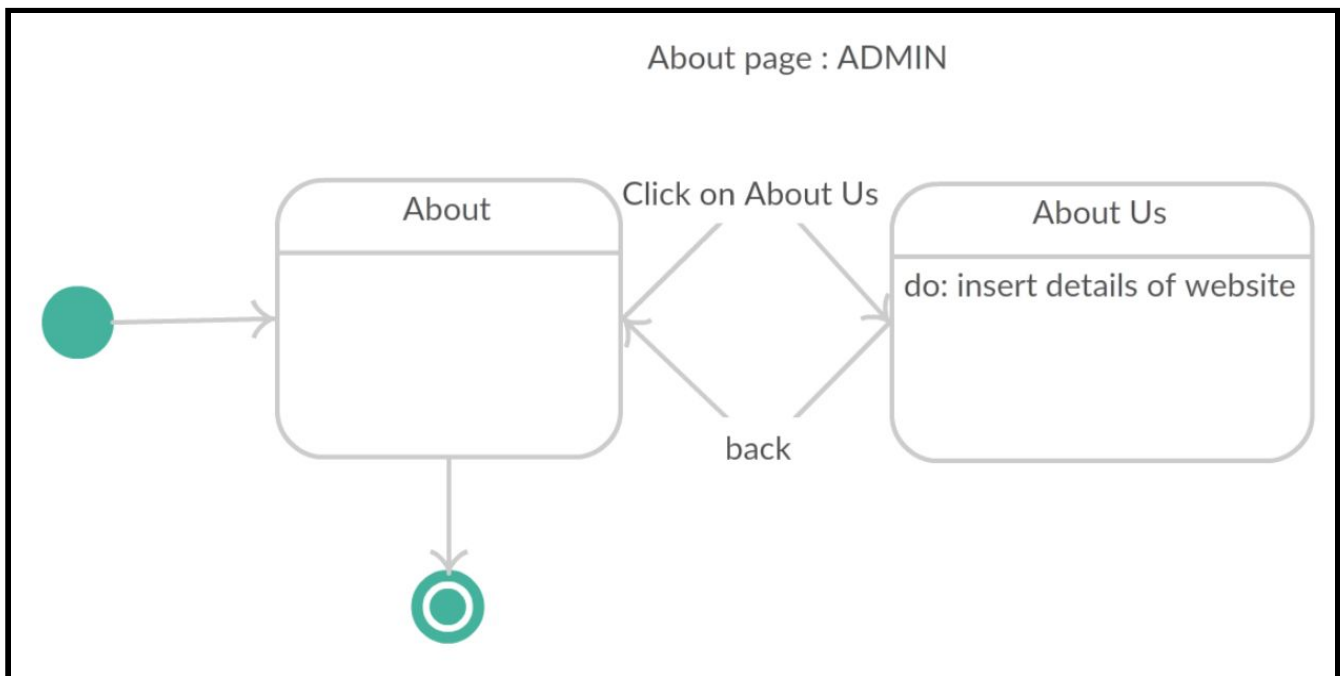 About page : ADMIN
About
Click on About Us
About Us
do: insert details of website
back